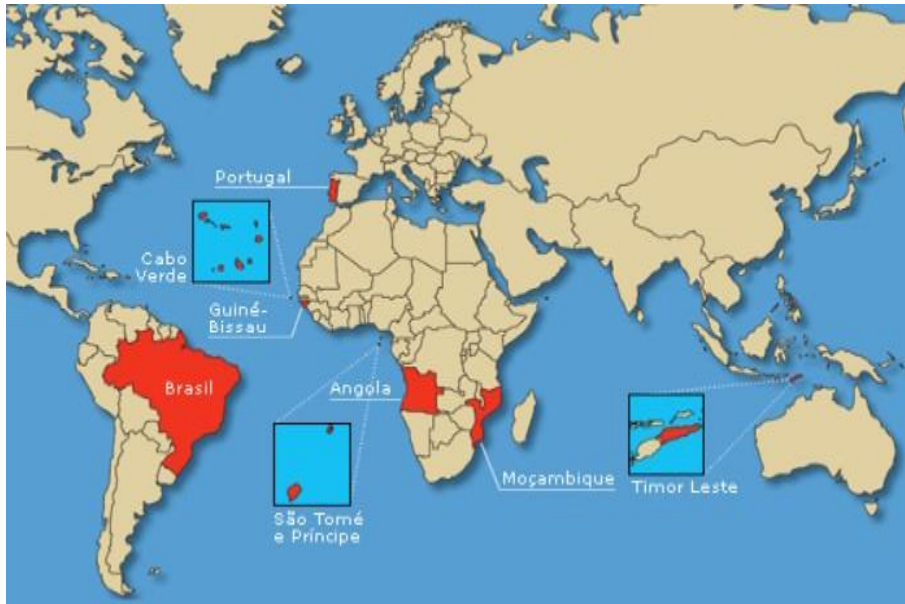 Portugal
Cabo
Verde
Guiné-
Bissau
Brasil
Angola
São Tomé
e Príncipe
Moçambique
Timor Leste